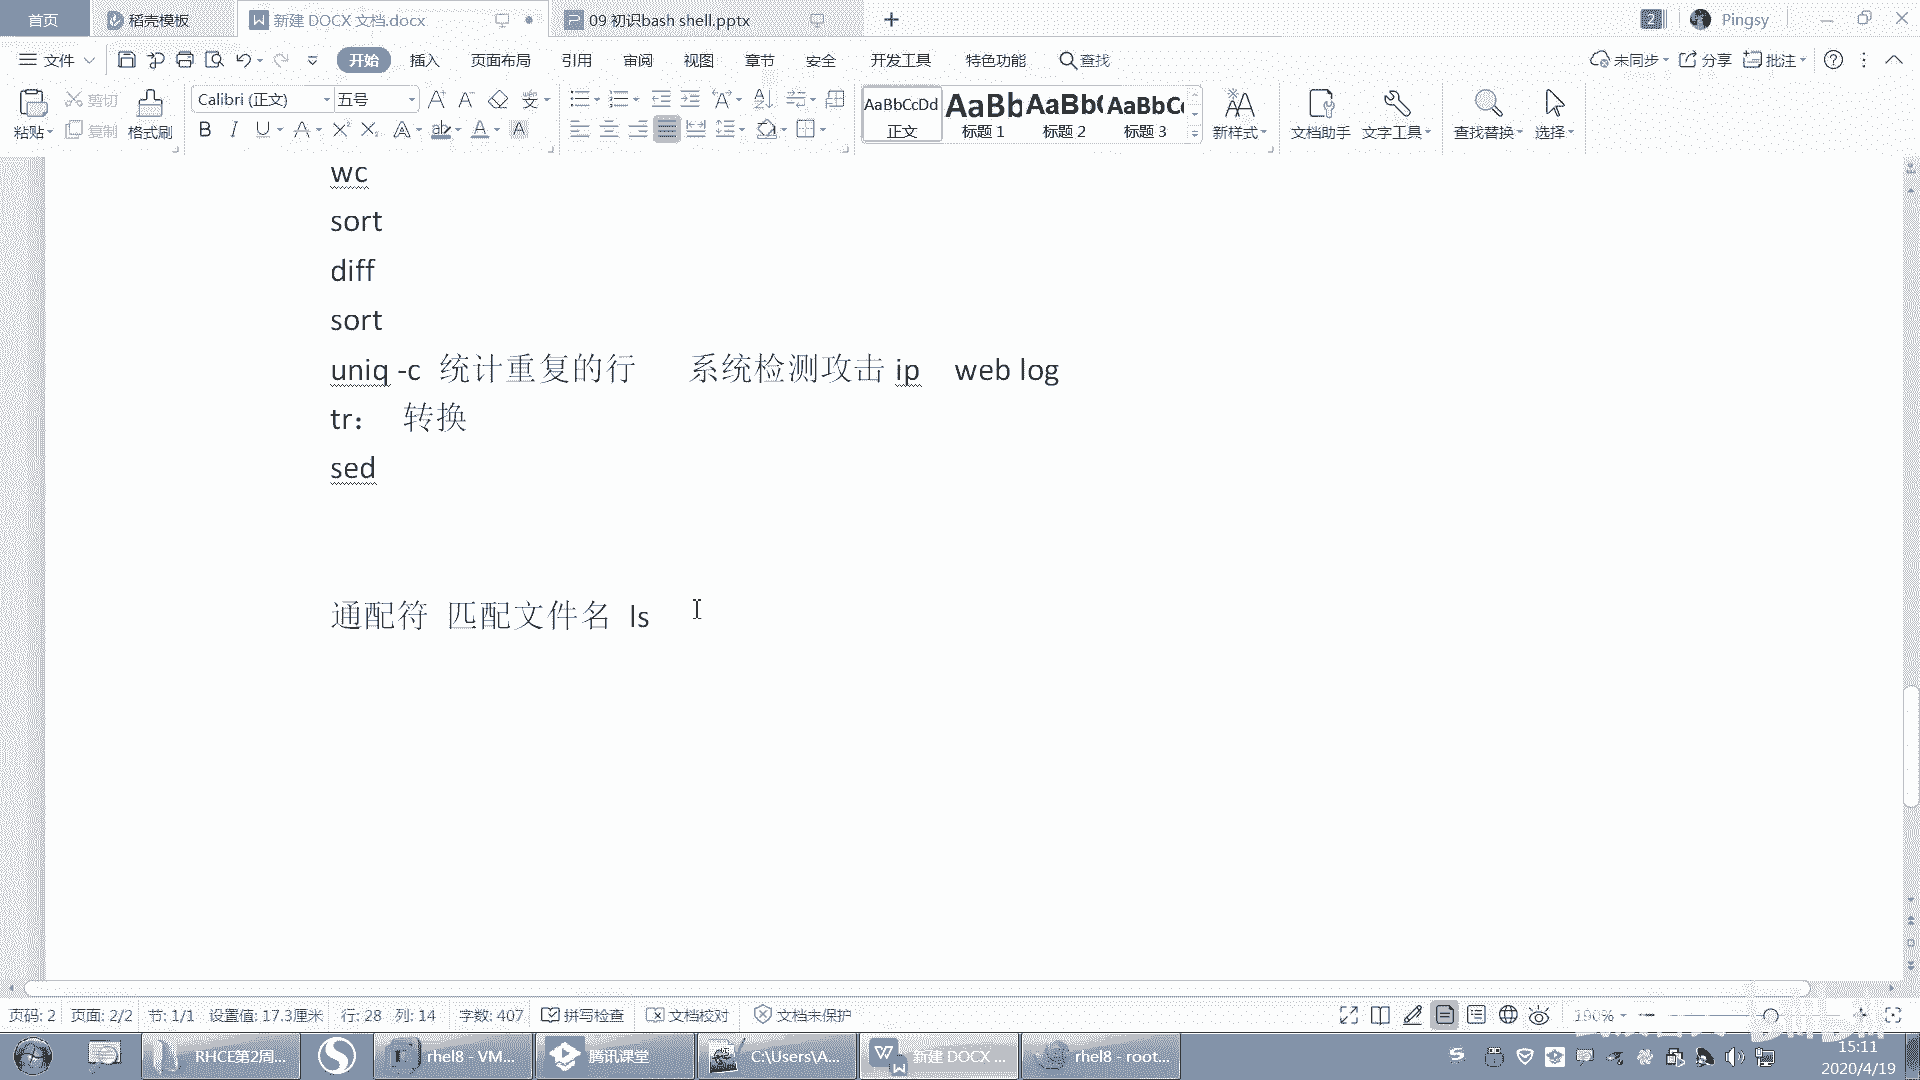 首页 稻壳模板 新建 DOCX 文档.docx 09 初识bash shell.pptx 2 Pingsy
文件 开始 插入 页面布局 引用 审阅 视图 章节 安全 开发工具 特色功能 查找 未同步 分享 批注
粘贴 剪切 复制 格式刷 Calibri (正文) 五号
AaBbCcDd 正文 AaBb 标题 1 AaBb( 标题 2 AaBbC 标题 3 新样式 文档助手 文字工具 查找替换 选择
wc
sort
diff
sort
uniq -c 统计重复的行 系统检测攻击 ip web log
tr： 转换
sed
通配符 匹配文件名 ls
页码: 2 页面: 2/2 节: 1/1 设置值: 17.3厘米 行: 28 列: 14 字数: 407 拼写检查 文档校对 文档未保护 190%
RHCE第2周... rhel8 - VM... 腾讯课堂 C:\Users\A... 新建 DOCX ... rhel8 - root...
15:11
2020/4/19